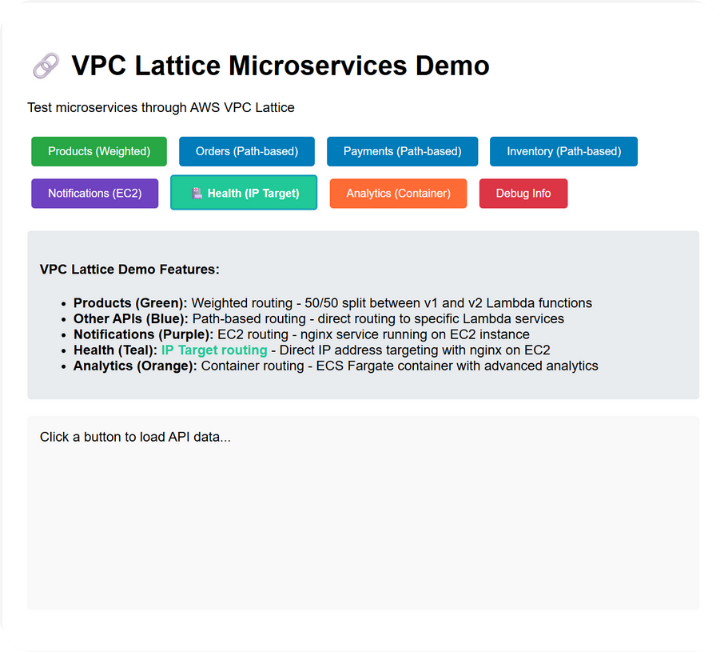 VPC Lattice Microservices Demo
Test microservices through AWS VPC Lattice
Products (Weighted)
Orders (Path-based)
Payments (Path-based)
Inventory (Path-based)
Notifications (EC2)
Health (IP Target)
Analytics (Container)
Debug Info
VPC Lattice Demo Features:
• Products (Green): Weighted routing - 50/50 split between v1 and v2 Lambda functions
• Other APIs (Blue): Path-based routing - direct routing to specific Lambda services
• Notifications (Purple): EC2 routing - nginx service running on EC2 instance
• Health (Teal): IP Target routing - Direct IP address targeting with nginx on EC2
• Analytics (Orange): Container routing - ECS Fargate container with advanced analytics
Click a button to load API data...